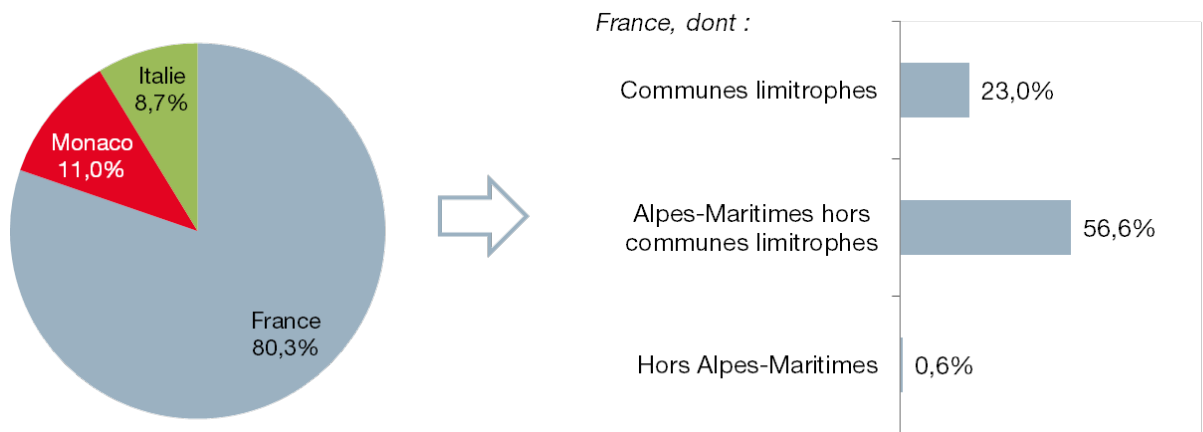 Italie
8,7%
Monaco
11,0%
France
80,3%
France, dont :
Communes limitrophes
23,0%
Alpes-Maritimes hors
communes limitrophes
56,6%
Hors Alpes-Maritimes
0,6%